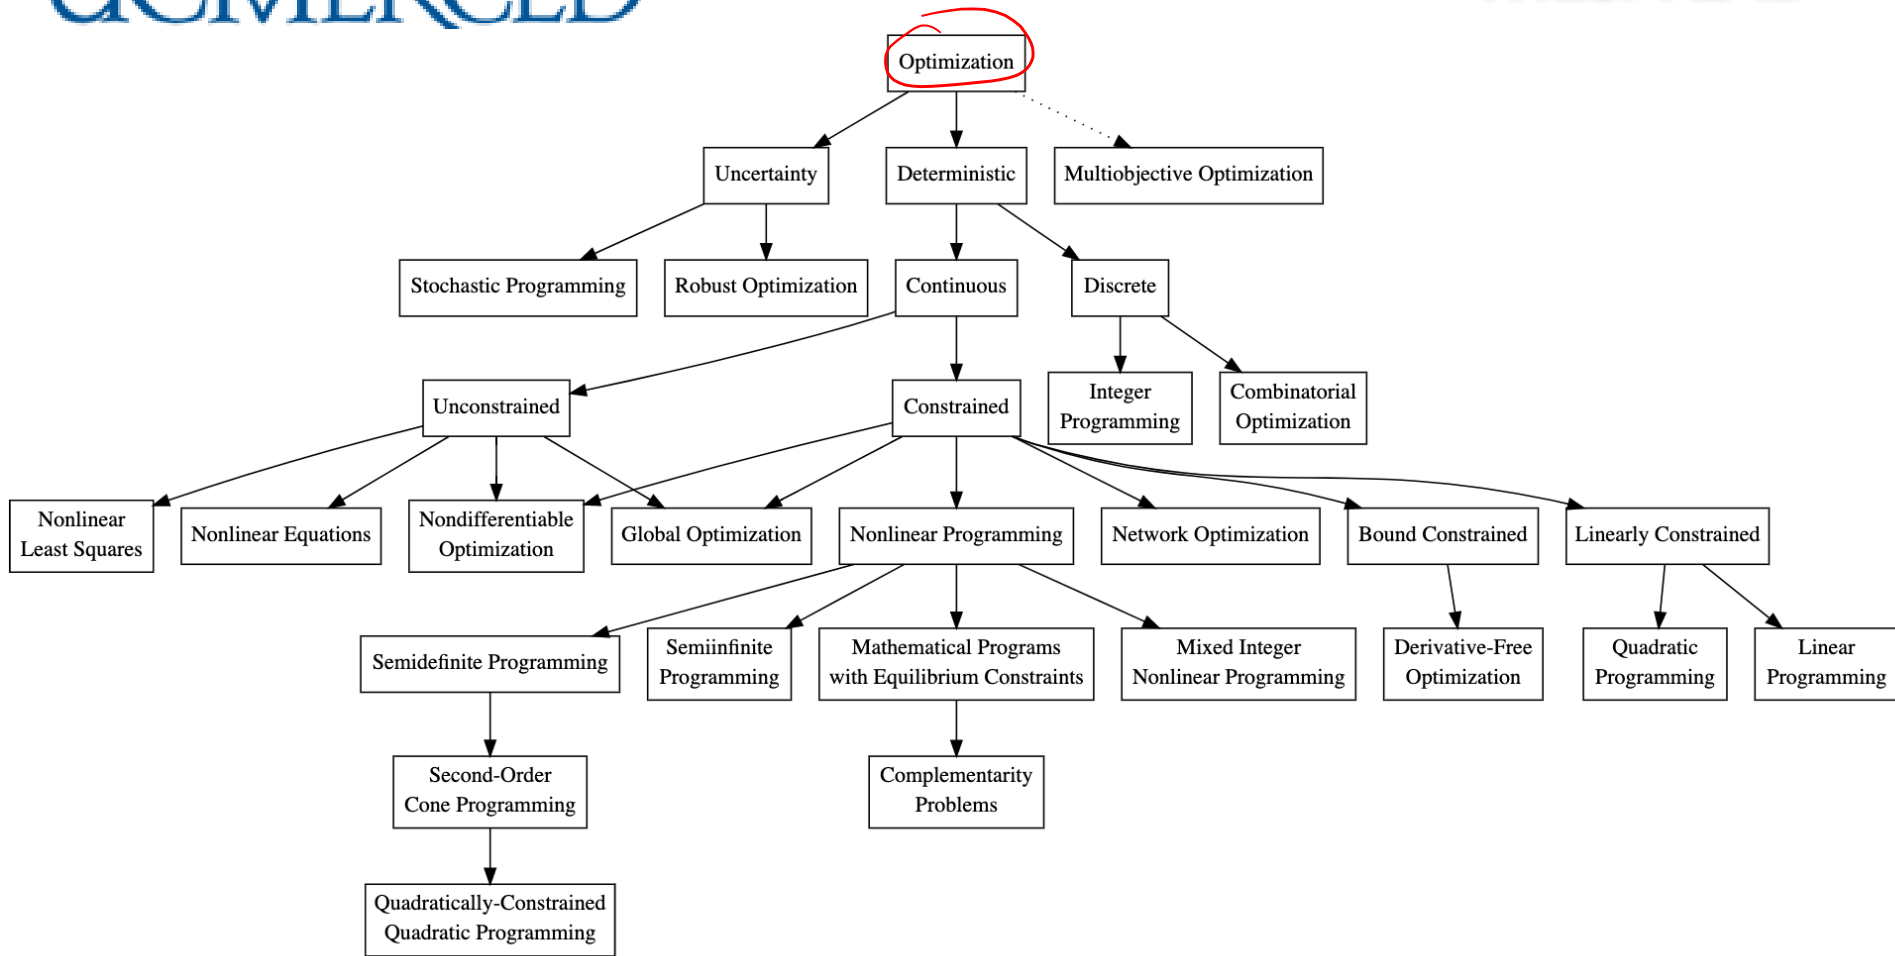 UCMERCED
Optimization
Uncertainty
Deterministic
Multiobjective Optimization
Stochastic Programming
Robust Optimization
Continuous
Discrete
Unconstrained
Constrained
Integer
Programming
Combinatorial
Optimization
Nonlinear
Least Squares
Nonlinear Equations
Nondifferentiable
Optimization
Global Optimization
Nonlinear Programming
Network Optimization
Bound Constrained
Linearly Constrained
Semidefinite Programming
Semiinfinite
Programming
Mathematical Programs
with Equilibrium Constraints
Mixed Integer
Nonlinear Programming
Derivative-Free
Optimization
Quadratic
Programming
Linear
Programming
Second-Order
Cone Programming
Complementarity
Problems
Quadratically-Constrained
Quadratic Programming